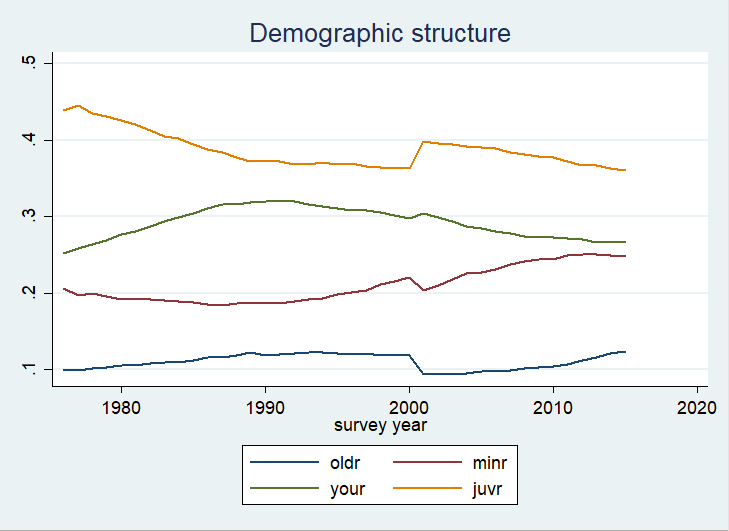 Demographic structure
.5
.4
.3
.2
.1
1980 1990 2000 2010 2020
survey year
oldr minr
your juvr